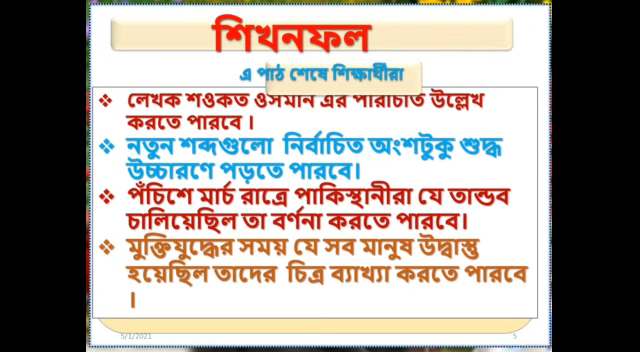 শিখনফল
এ পাঠ শেষে শিক্ষার্থীরা
❖ লেখক শওকত ওসমান এর পরিচিতি উল্লেখ
করতে পারবে ।
❖ নতুন শব্দগুলো নির্বাচিত অংশটুকু শুদ্ধ
উচ্চারণে পড়তে পারবে।
❖ পঁচিশে মার্চ রাত্রে পাকিস্থানীরা যে তান্ডব
চালিয়েছিল তা বর্ণনা করতে পারবে।
❖ মুক্তিযুদ্ধের সময় যে সব মানুষ উদ্বাস্তু
হয়েছিল তাদের চিত্র ব্যাখ্যা করতে পারবে
।
5/1/2021
5